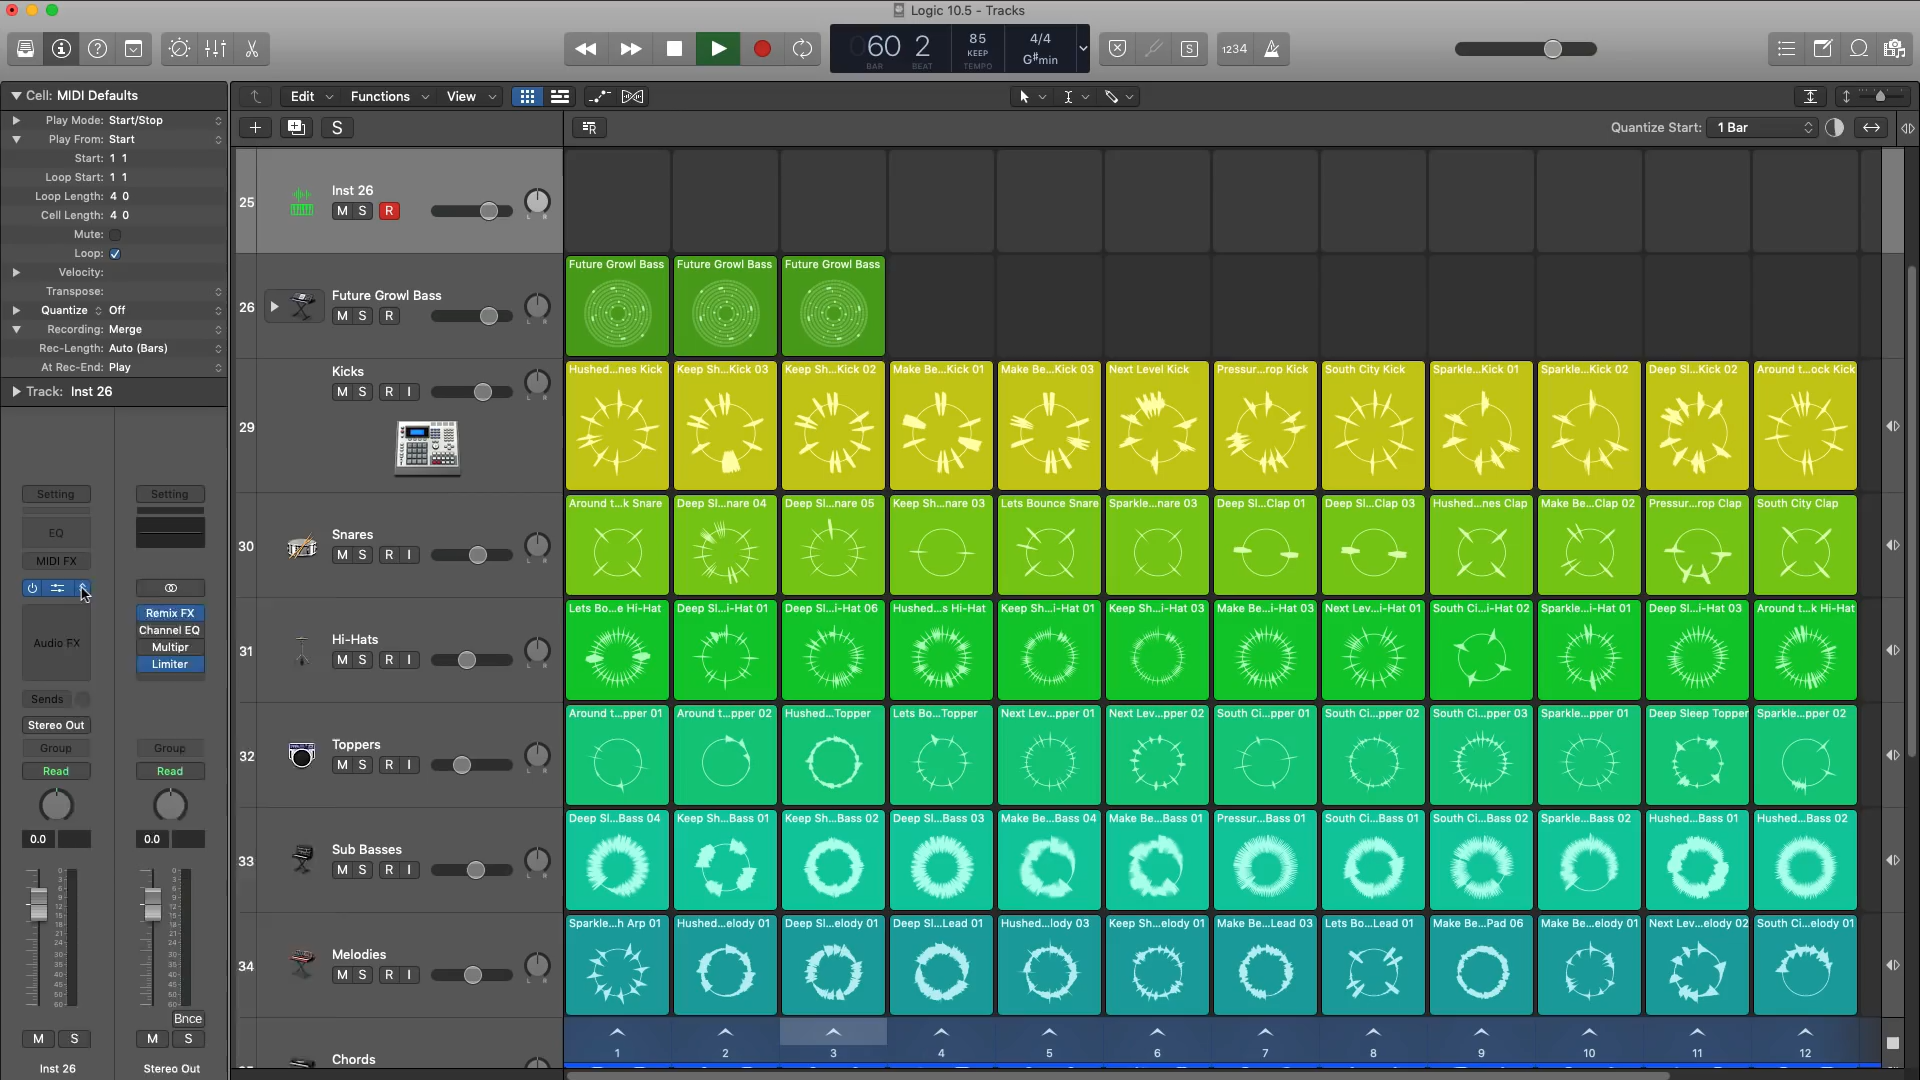 Logic 10.5 - Tracks
60 2
BAR BEAT
85
KEEP
TEMPO
4/4
G♯min
S
1234
Cell: MIDI Defaults
Edit
Functions
View
Play Mode: Start/Stop
Play From: Start
Start: 1 1
Loop Start: 1 1
Loop Length: 4 0
Cell Length: 4 0
Mute:
Loop:
Velocity:
Transpose:
Quantize Off
Recording: Merge
Rec-Length: Auto (Bars)
At Rec-End: Play
Track: Inst 26
S
Quantize Start: 1 Bar
25
Inst 26
M S R
26
Future Growl Bass
M S R
Future Growl Bass
Future Growl Bass
Future Growl Bass
29
Kicks
M S R I
Hushed...nes Kick
Keep Sh...Kick 03
Keep Sh...Kick 02
Make Be...Kick 01
Make Be...Kick 03
Next Level Kick
Pressur...rop Kick
South City Kick
Sparkle...Kick 01
Sparkle...Kick 02
Deep Sl...Kick 02
Around t...ock Kick
30
Snares
M S R I
Around t...k Snare
Deep Sl...nare 04
Deep Sl...nare 05
Keep Sh...nare 03
Lets Bounce Snare
Sparkle...nare 03
Deep Sl...Clap 01
Deep Sl...Clap 03
Hushed...nes Clap
Make Be...Clap 02
Pressur...rop Clap
South City Clap
31
Hi-Hats
M S R I
Lets Bo...e Hi-Hat
Deep Sl...i-Hat 01
Deep Sl...i-Hat 06
Hushed...s Hi-Hat
Keep Sh...i-Hat 01
Keep Sh...i-Hat 03
Make Be...i-Hat 03
Next Lev...i-Hat 01
South Ci...i-Hat 02
Sparkle...i-Hat 01
Deep Sl...i-Hat 03
Around t...k Hi-Hat
32
Toppers
M S R I
Around t...pper 01
Around t...pper 02
Hushed...Topper
Lets Bo...Topper
Next Lev...pper 01
Next Lev...pper 02
South Ci...pper 01
South Ci...pper 02
South Ci...pper 03
Sparkle...pper 01
Deep Sleep Topper
Sparkle...pper 02
33
Sub Basses
M S R I
Deep Sl...Bass 04
Keep Sh...Bass 01
Keep Sh...Bass 02
Deep Sl...Bass 03
Make Be...Bass 04
Make Be...Bass 01
Pressur...Bass 01
South Ci...Bass 01
South Ci...Bass 02
Sparkle...Bass 02
Hushed...Bass 01
Hushed...Bass 02
34
Melodies
M S R I
Sparkle...h Arp 01
Hushed...elody 01
Deep Sl...elody 01
Deep Sl...Lead 01
Hushed...lody 03
Keep Sh...elody 01
Make Be...Lead 03
Lets Bo...Lead 01
Make Be...Pad 06
Make Be...elody 01
Next Lev...elody 02
South Ci...elody 01
Chords
1 2 3 4 5 6 7 8 9 10 11 12
Setting Setting
EQ
MIDI FX
Audio FX
Remix FX
Channel EQ
Multipr
Limiter
Sends
Stereo Out
Group Group
Read Read
0.0 0.0
Bnce
M S M S
Inst 26 Stereo Out